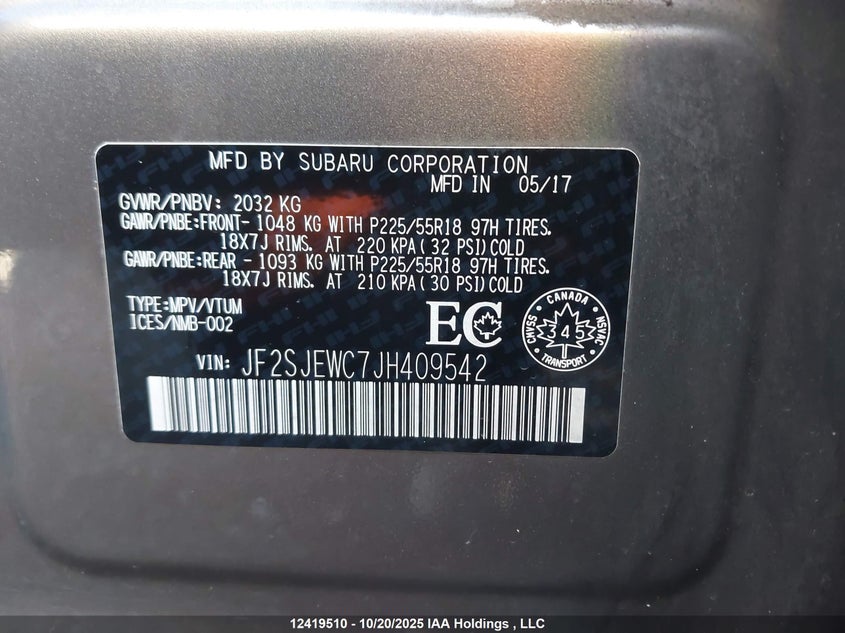 MFD BY SUBARU CORPORATION
MFD IN 05/17
GVWR/PNBV: 2032 KG
GAWR/PNBE:FRONT- 1048 KG WITH P225/55R18 97H TIRES.
18X7J RIMS. AT 220 KPA(32 PSI)COLD
GAWR/PNBE:REAR - 1093 KG WITH P225/55R18 97H TIRES.
18X7J RIMS. AT 210 KPA(30 PSI)COLD
TYPE:MPV/VTUM
ICES/NMB-002
EC
CANADA
CMVSS 345 NSVAC
TRANSPORT
VIN: JF2SJEWC7JH409542
12419510 - 10/20/2025 IAA Holdings , LLC